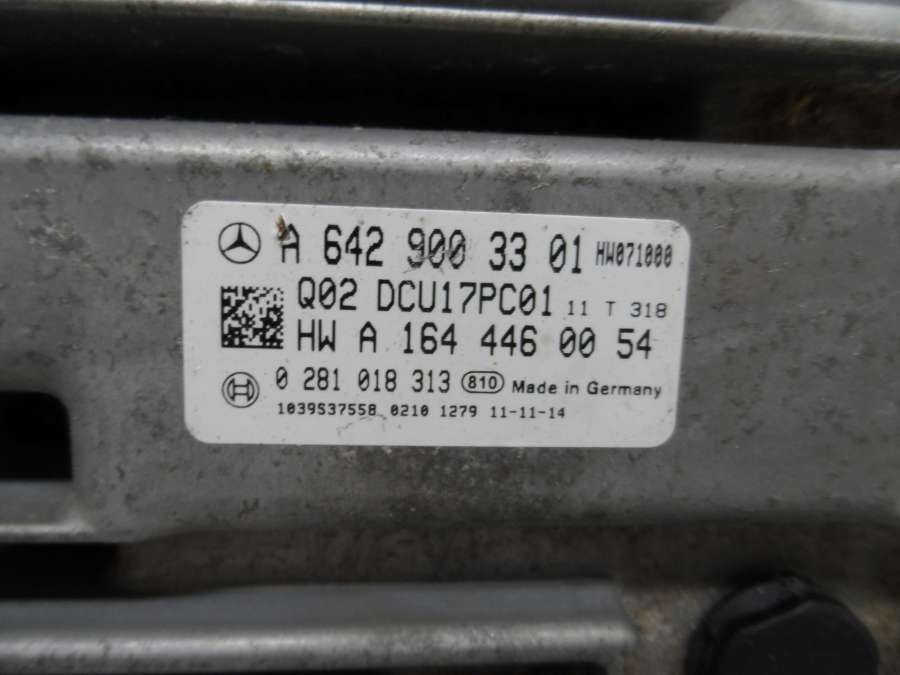 A 642 900 33 01 HW071000
Q02 DCU17PC01 11 T 318
HW A 164 446 00 54
0 281 018 313 810 Made in Germany
1039S37558 0210 1279 11-11-14